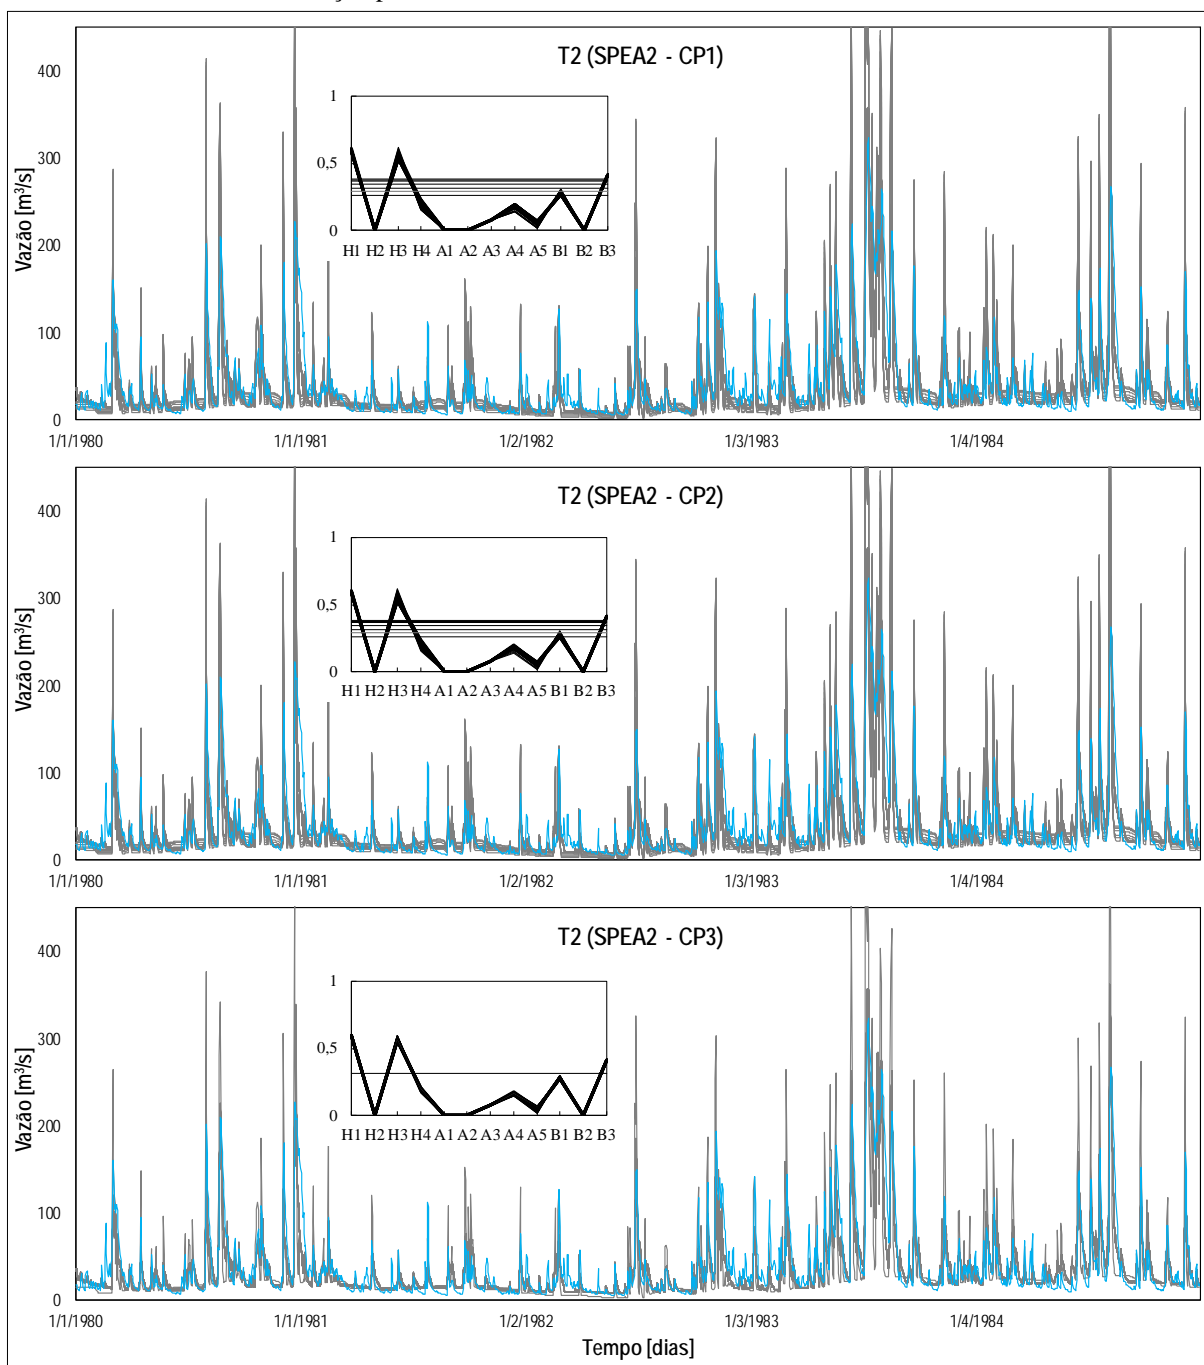 T2 (SPEA2 - CP1)
Vazão [m³/s]
400
300
200
100
0
1
0,5
0
H1 H2 H3 H4 A1 A2 A3 A4 A5 B1 B2 B3
1/1/1980 1/1/1981 1/2/1982 1/3/1983 1/4/1984
T2 (SPEA2 - CP2)
Vazão [m³/s]
400
300
200
100
0
1
0,5
0
H1 H2 H3 H4 A1 A2 A3 A4 A5 B1 B2 B3
1/1/1980 1/1/1981 1/2/1982 1/3/1983 1/4/1984
T2 (SPEA2 - CP3)
Vazão [m³/s]
400
300
200
100
0
1
0,5
0
H1 H2 H3 H4 A1 A2 A3 A4 A5 B1 B2 B3
1/1/1980 1/1/1981 1/2/1982 1/3/1983 1/4/1984
Tempo [dias]